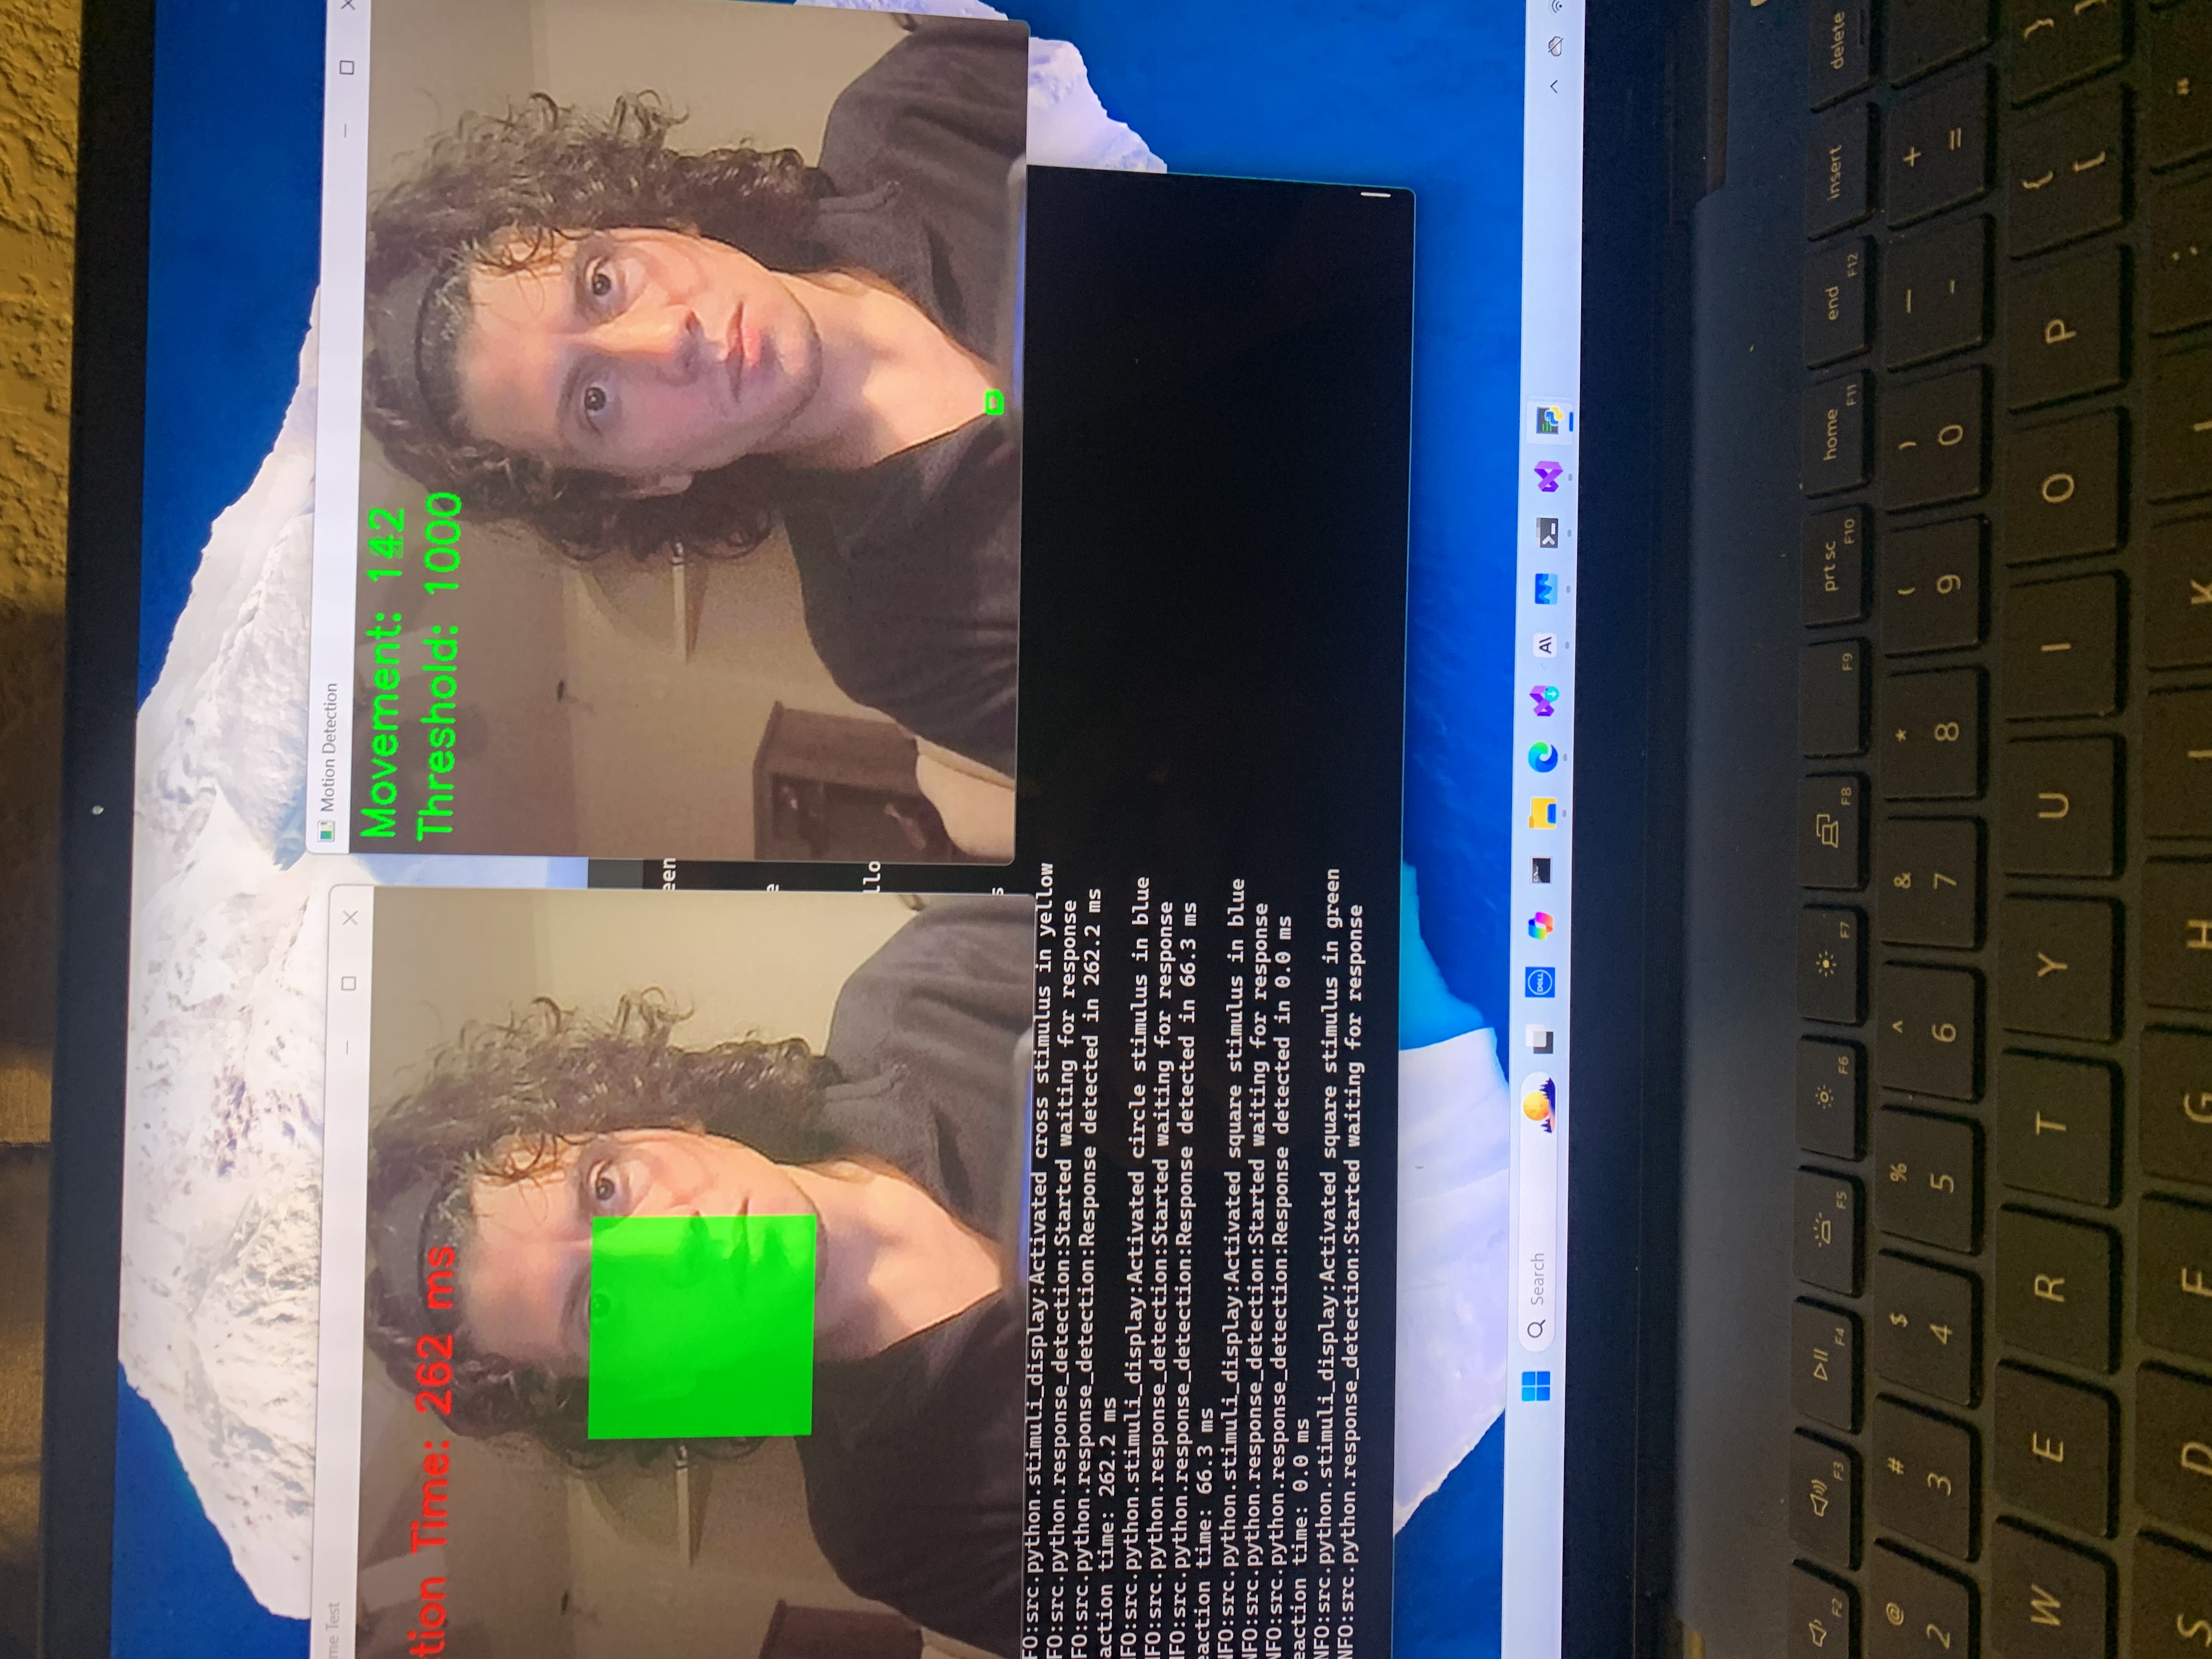 me Test
Motion Detection
tion Time: 262 ms
Movement: 142
Threshold: 1000
een
e
llo
s
FO:src.python.stimuli_display:Activated cross stimulus in yellow
FO:src.python.response_detection:Started waiting for response
FO:src.python.response_detection:Response detected in 262.2 ms
action time: 262.2 ms
FO:src.python.stimuli_display:Activated circle stimulus in blue
FO:src.python.response_detection:Started waiting for response
NFO:src.python.response_detection:Response detected in 66.3 ms
eaction time: 66.3 ms
NFO:src.python.stimuli_display:Activated square stimulus in blue
NFO:src.python.response_detection:Started waiting for response
NFO:src.python.response_detection:Response detected in 0.0 ms
eaction time: 0.0 ms
NFO:src.python.stimuli_display:Activated square stimulus in green
NFO:src.python.response_detection:Started waiting for response
Search
DELL
A\
F2 F3 F4 F5 F6 F7 F8 F9 prt sc F10 home F11 end F12 insert delete
@ # $ % ^ & * ( ) — +
2 3 4 5 6 7 8 9 0 - =
W E R T Y U I O P { [ } ]
S D F G H J K L : "